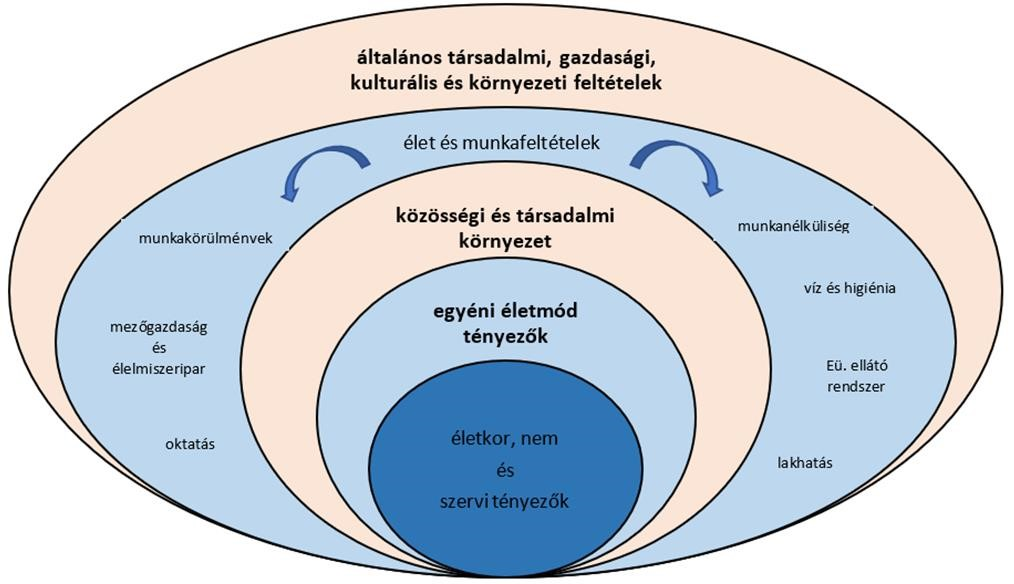 általános társadalmi, gazdasági,
kulturális és környezeti feltételek
élet és munkafeltételek
közösségi és társadalmi
környezet
egyéni életmód
tényezők
életkor, nem
és
szervi tényezők
munkakörülmévek
mezőgazdaság
és
élelmiszeripar
oktatás
munkanélküliség
víz és higiénia
Eü. ellátó
rendszer
lakhatás